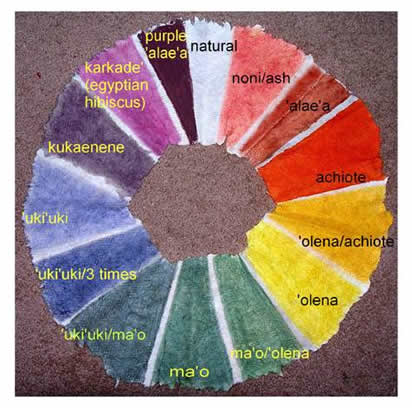 purple
'alae'a
natural
noni/ash
'alae'a
achiote
'olena/achiote
'olena
ma'o/'olena
ma'o
'uki'uki/ma'o
'uki'uki/3 times
'uki'uki
kukaenene
karkade'
(egyptian
hibiscus)